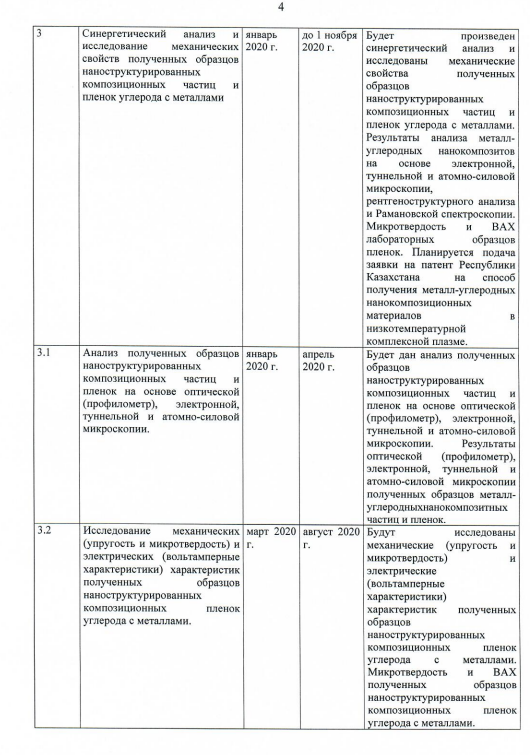 4
3
Синергетический анализ и
исследование механических
свойств полученных образцов
наноструктурированных
композиционных частиц и
пленок углерода с металлами
январь
2020 г.
до 1 ноября
2020 г.
Будет произведен
синергетический анализ и
исследованы механические
свойства полученных
образцов
наноструктурированных
композиционных частиц и
пленок углерода с металлами.
Результаты анализа металл-
углеродных нанокомпозитов
на основе электронной,
туннельной и атомно-силовой
микроскопии,
рентгеноструктурного анализа
и Рамановской спектроскопии.
Микротвердость и ВАХ
лабораторных образцов
пленок. Планируется подача
заявки на патент Республики
Казахстана на способ
получения металл-углеродных
нанокомпозиционных
материалов в
низкотемпературной
комплексной плазме.
3.1
Анализ полученных образцов
наноструктурированных
композиционных частиц и
пленок на основе оптической
(профилометр), электронной,
туннельной и атомно-силовой
микроскопии.
январь
2020 г.
апрель
2020 г.
Будет дан анализ полученных
образцов
наноструктурированных
композиционных частиц и
пленок на основе оптической
(профилометр), электронной,
туннельной и атомно-силовой
микроскопии. Результаты
оптической (профилометр),
электронной, туннельной и
атомно-силовой микроскопии
полученных образцов металл-
углеродныхнанокомпозитных
частиц и пленок.
3.2
Исследование механических
(упругость и микротвердость) и
электрических (вольтамперные
характеристики) характеристик
полученных образцов
наноструктурированных
композиционных пленок
углерода с металлами.
март 2020
г.
август 2020
г.
Будут исследованы
механические (упругость и
микротвердость) и
электрические
(вольтамперные
характеристики)
характеристик полученных
образцов
наноструктурированных
композиционных пленок
углерода с металлами.
Микротвердость и ВАХ
полученных образцов
наноструктурированных
композиционных пленок
углерода с металлами.